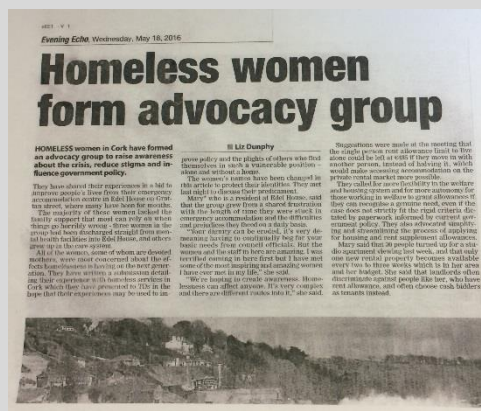 Evening Echo, Wednesday, May 18, 2016
Homeless women
form advocacy group
HOMELESS women in Cork have formed
an advocacy group to raise awareness
about the crisis, reduce stigma and in-
fluence government policy.
They have shared their experiences in a bid to
improve people's lives from their emergency
accommodation centre in Edel House on Grat-
tan street, where many have been for months.
The majority of those women lacked the
family support that most can rely on when
things go horribly wrong - three women in the
group had been discharged straight from men-
tal health facilities into Edel House, and others
grew up in the care system.
All of the women, some of whom are
mothers, were most concerned about the ef-
fects homelessness is having on the next gener-
ation. They have written a submission detail-
ing their experience with homeless services in
Cork which they have presented to TDs in the
hope that their experiences may be used to im-
Liz Dunphy
prove policy and the plights of others who find
themselves in such a vulnerable position -
alone and without a home.
The women's names have been changed in
this article to protect their identities. They met
last night to discuss their predicament.
Mary* who is a resident at Edel House, said
that the group grew from a shared frustration
with the length of time they were stuck in
emergency accommodation and the difficulties
and prejudices they lived on a daily basis.
"Your dignity can be eroded, it's very de-
meaning having to continually beg for your
basic needs from council officials. But the
women and the staff in here are amazing. I was
terrified coming in here first but I have met
some of the most inspiring and amazing women
I have ever met in my life," she said.
"We're hoping to create awareness. Home-
lessness can affect anyone. It's very complex
and there are different routes into it," she said.
Suggestions were made at the meeting that
the single person rent allowance limit to live
alone could be left at if they move in with
another person, instead of halving it, which
would make accessing accommodation on the
private rental market more possible.
They called for more flexibility in the welfare
and housing system and for more autonomy for
those working in welfare to grant allowances if
they can recognise a genuine need, even if the
case does not strictly fit the rigid criteria dic-
tated by paperwork informed by current gov-
ernment policy. They also advocated simplify-
ing and streamlining the process of applying
for housing and rent supplement allowances.
Mary said that 30 people turned up for a stu-
dio apartment viewing last week, and that only
one new rental property becomes available
every two to three weeks which is in her area
and her budget. She said that landlords often
discriminate against people like her, who have
rent allowance, and often choose cash bidders
as tenants instead.